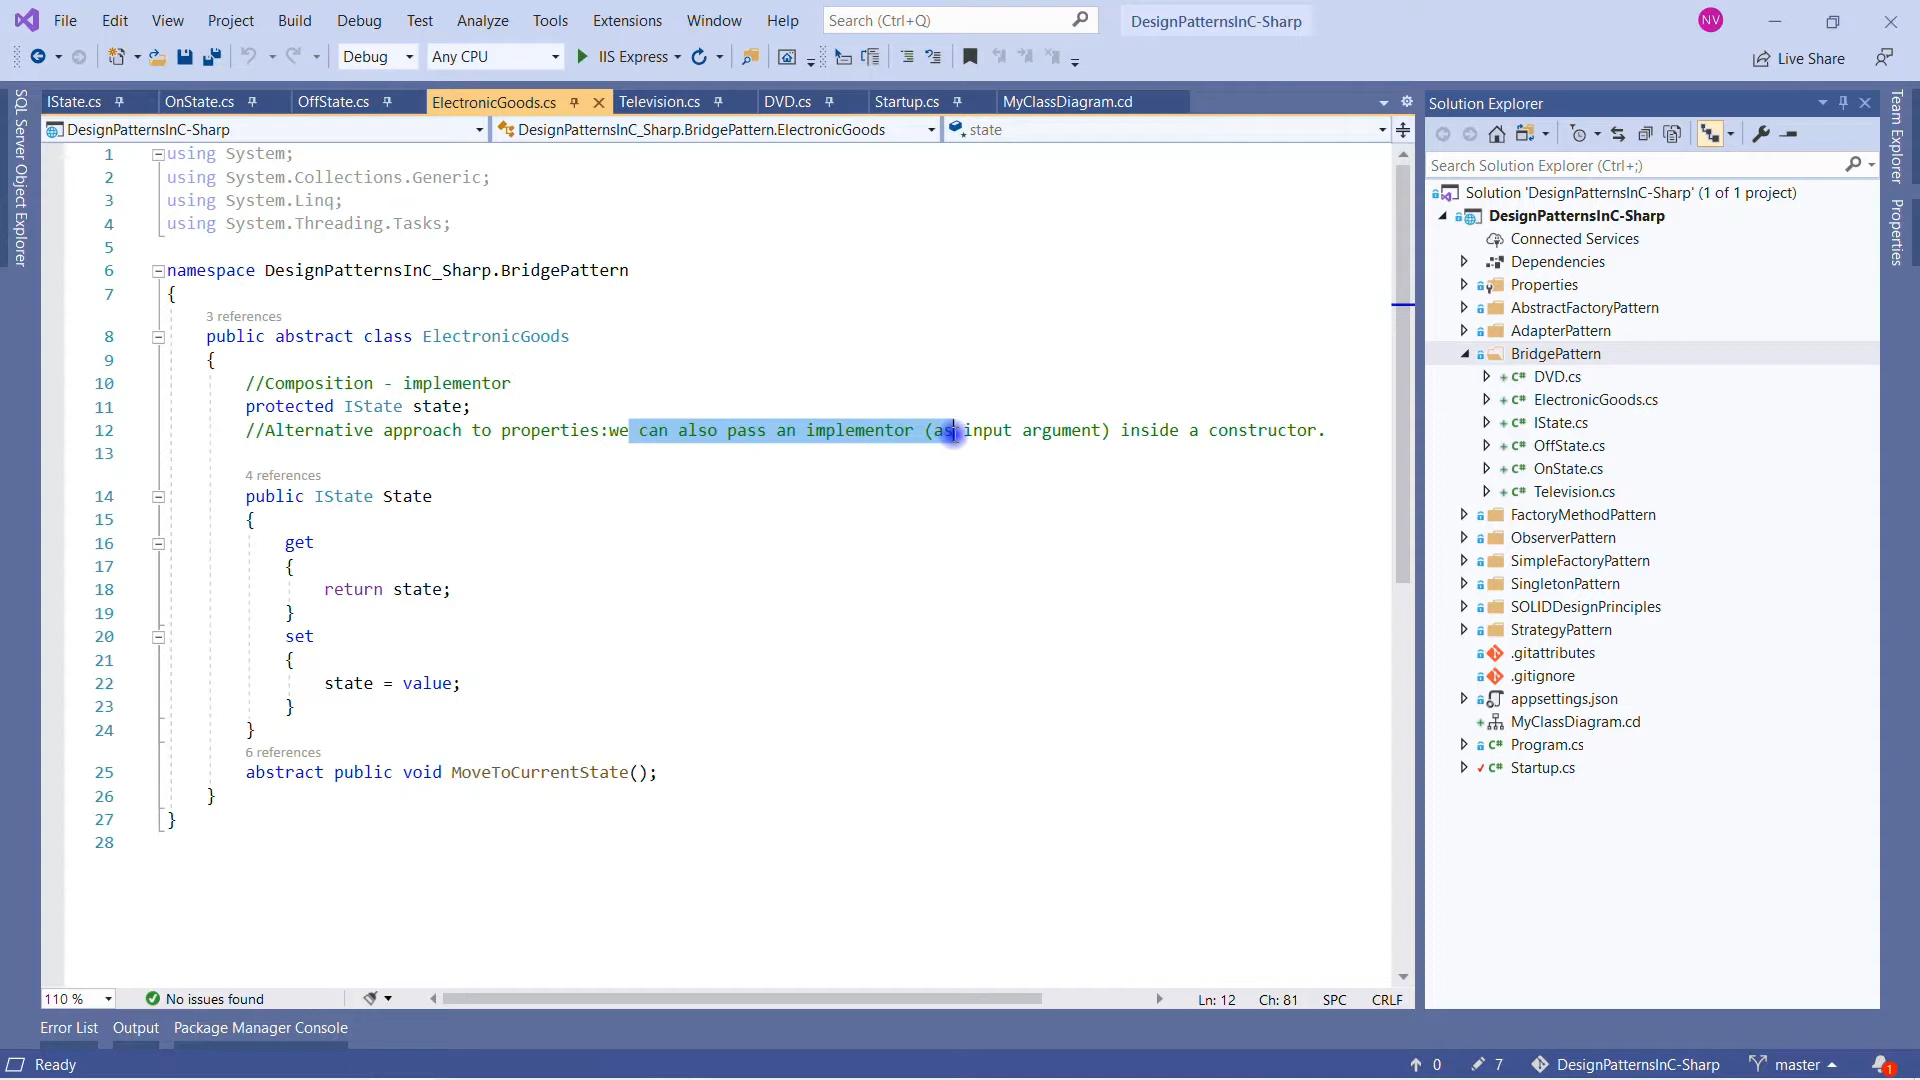 File Edit View Project Build Debug Test Analyze Tools Extensions Window Help Search (Ctrl+Q) DesignPatternsInC-Sharp NV
Debug Any CPU IIS Express Live Share
SQL Server Object Explorer
IState.cs OnState.cs OffState.cs ElectronicGoods.cs Television.cs DVD.cs Startup.cs MyClassDiagram.cd
DesignPatternsInC-Sharp DesignPatternsInC_Sharp.BridgePattern.ElectronicGoods state
1 using System;
2 using System.Collections.Generic;
3 using System.Linq;
4 using System.Threading.Tasks;
5
6 namespace DesignPatternsInC_Sharp.BridgePattern
7 {
3 references
8 public abstract class ElectronicGoods
9 {
10 //Composition - implementor
11 protected IState state;
12 //Alternative approach to properties:we can also pass an implementor (as input argument) inside a constructor.
13
4 references
14 public IState State
15 {
16 get
17 {
18 return state;
19 }
20 set
21 {
22 state = value;
23 }
24 }
6 references
25 abstract public void MoveToCurrentState();
26 }
27 }
28
110 % No issues found Ln: 12 Ch: 81 SPC CRLF
Solution Explorer
Search Solution Explorer (Ctrl+;)
Solution 'DesignPatternsInC-Sharp' (1 of 1 project)
DesignPatternsInC-Sharp
Connected Services
Dependencies
Properties
AbstractFactoryPattern
AdapterPattern
BridgePattern
C# DVD.cs
C# ElectronicGoods.cs
C# IState.cs
C# OffState.cs
C# OnState.cs
C# Television.cs
FactoryMethodPattern
ObserverPattern
SimpleFactoryPattern
SingletonPattern
SOLIDDesignPrinciples
StrategyPattern
.gitattributes
.gitignore
appsettings.json
MyClassDiagram.cd
C# Program.cs
C# Startup.cs
Team Explorer
Properties
Error List Output Package Manager Console
Ready 0 7 DesignPatternsInC-Sharp master 1